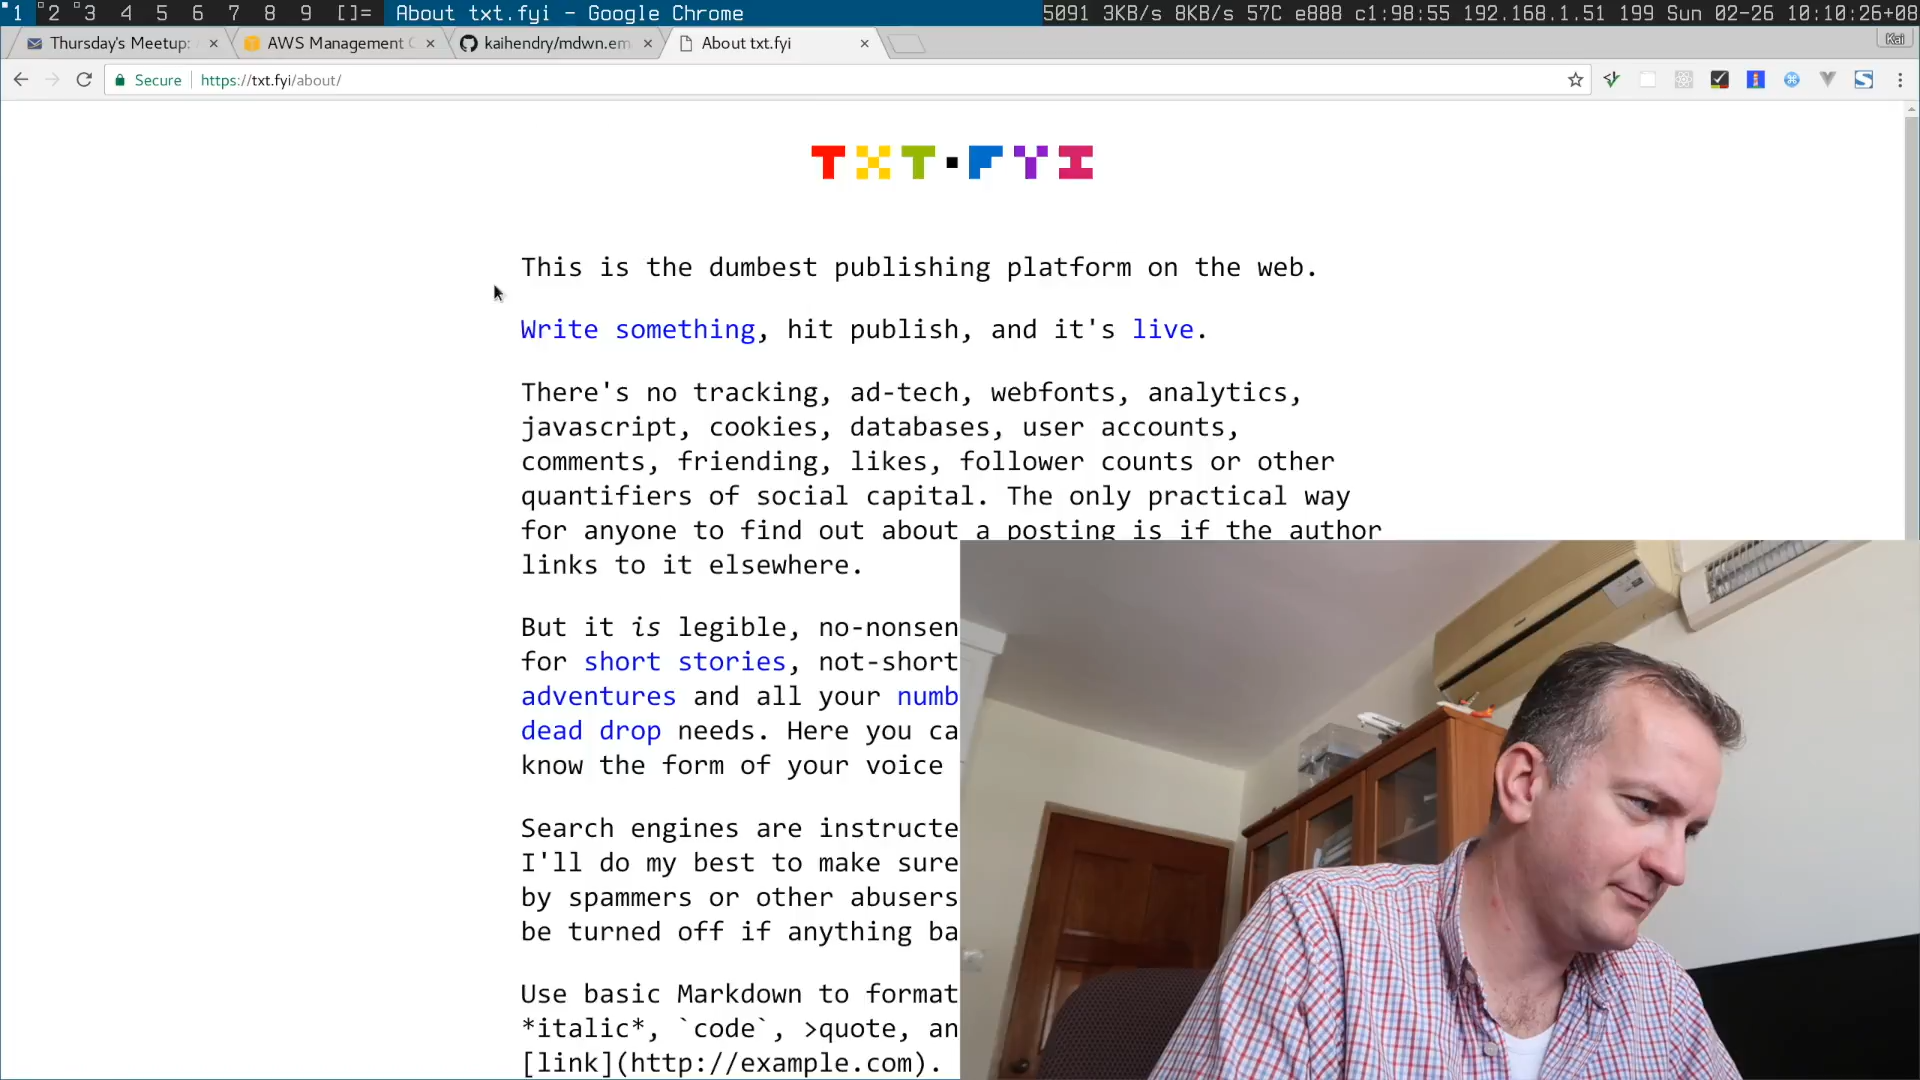 1 2 3 4 5 6 7 8 9 []= About txt.fyi - Google Chrome 5091 3KB/s 8KB/s 57C e888 c1:98:55 192.168.1.51 199 Sun 02-26 10:10:26+08
Thursday's Meetup: AWS Management C kaihendry/mdwn.em About txt.fyi Kai
Secure https://txt.fyi/about/
TXT·FYI
This is the dumbest publishing platform on the web.
Write something, hit publish, and it's live.
There's no tracking, ad-tech, webfonts, analytics,
javascript, cookies, databases, user accounts,
comments, friending, likes, follower counts or other
quantifiers of social capital. The only practical way
for anyone to find out about a posting is if the author
links to it elsewhere.
But it is legible, no-nonsen
for short stories, not-short
adventures and all your numb
dead drop needs. Here you ca
know the form of your voice
Search engines are instructe
I'll do my best to make sure
by spammers or other abusers
be turned off if anything ba
Use basic Markdown to format
*italic*, `code`, >quote, an
[link](http://example.com).